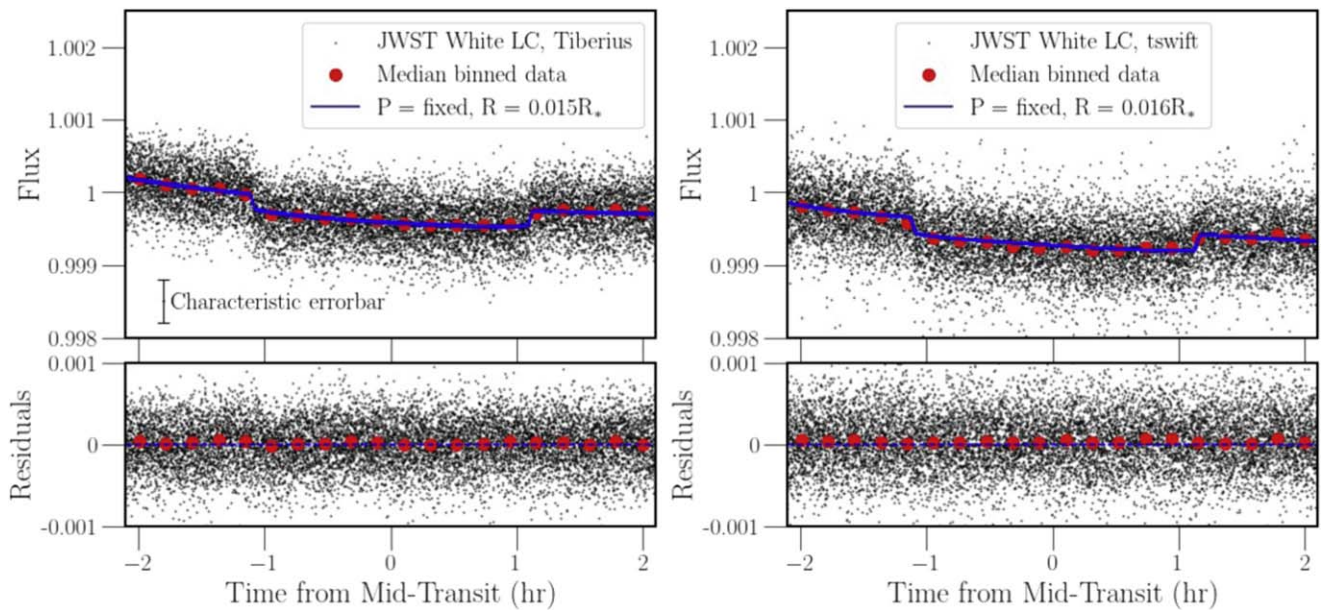 JWST White LC, Tiberius
Median binned data
P = fixed, R = 0.015R*
Flux
1.002
1.001
1
0.999
0.998
Characteristic errorbar
Residuals
0.001
0
-0.001
−2 −1 0 1 2
Time from Mid-Transit (hr)
JWST White LC, tswift
Median binned data
P = fixed, R = 0.016R*
Flux
1.002
1.001
1
0.999
0.998
Residuals
0.001
0
-0.001
−2 −1 0 1 2
Time from Mid-Transit (hr)